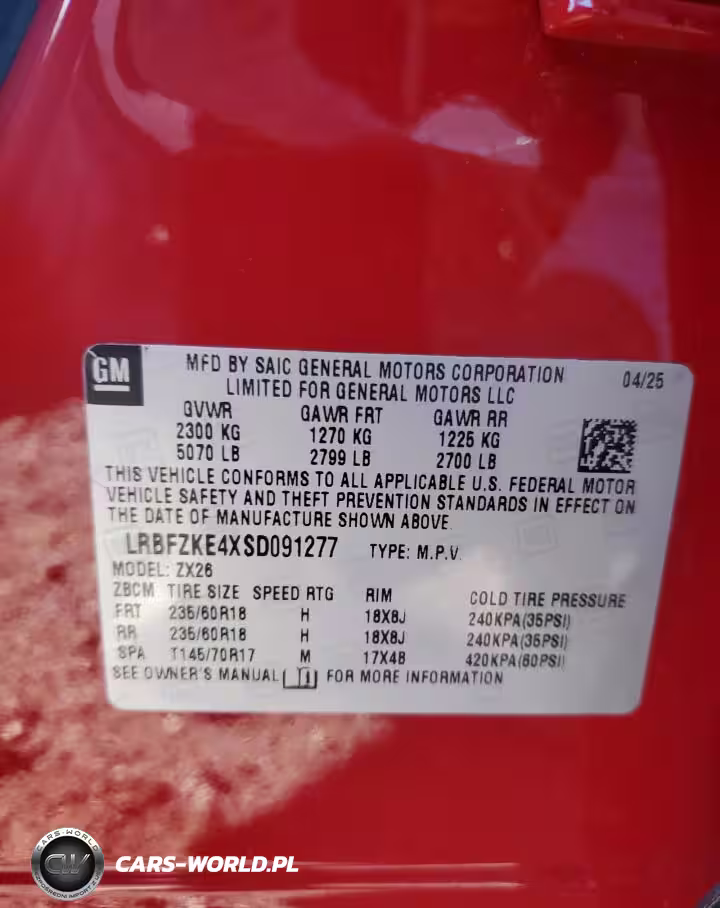 GM
MFD BY SAIC GENERAL MOTORS CORPORATION 04/25
LIMITED FOR GENERAL MOTORS LLC
GVWR GAWR FRT GAWR RR
2300 KG 1270 KG 1225 KG
5070 LB 2799 LB 2700 LB
THIS VEHICLE CONFORMS TO ALL APPLICABLE U.S. FEDERAL MOTOR
VEHICLE SAFETY AND THEFT PREVENTION STANDARDS IN EFFECT ON
THE DATE OF MANUFACTURE SHOWN ABOVE.
LRBFZKE4XSD091277 TYPE: M.P.V.
MODEL: ZX26
ZBCM TIRE SIZE SPEED RTG RIM COLD TIRE PRESSURE
FRT 235/60R18 H 18X8J 240KPA(35PSI)
RR 235/60R18 H 18X8J 240KPA(35PSI)
SPA T145/70R17 M 17X4B 420KPA(60PSI)
SEE OWNER'S MANUAL FOR MORE INFORMATION
CARS-WORLD
CW
CARS-WORLD.PL